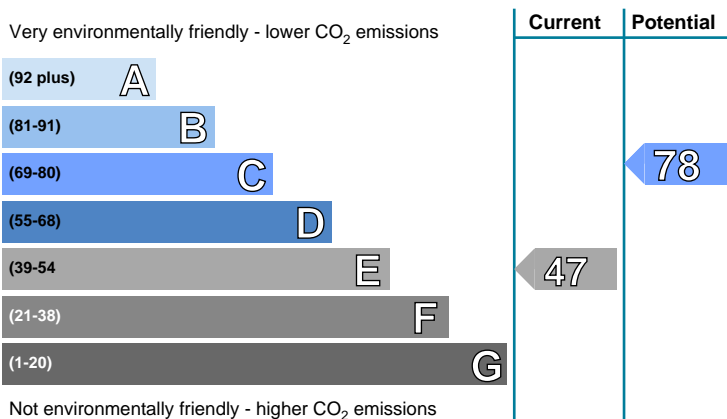 Current Potential
Very environmentally friendly - lower CO2 emissions
(92 plus) A
(81-91) B
(69-80) C
78
(55-68) D
(39-54 E
47
(21-38) F
(1-20) G
Not environmentally friendly - higher CO2 emissions